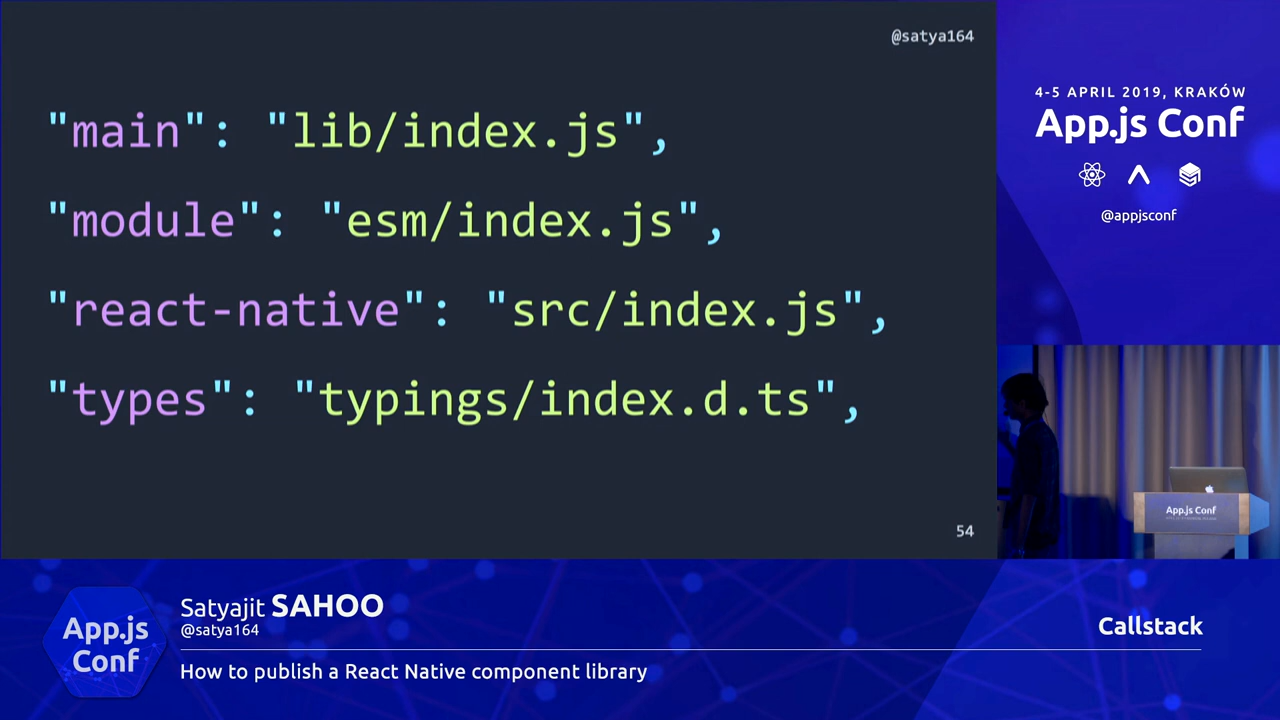 @satya164
"main": "lib/index.js",
"module": "esm/index.js",
"react-native": "src/index.js",
"types": "typings/index.d.ts",
54
4-5 APRIL 2019, KRAKÓW
App.js Conf
@appjsconf
App.js Conf
App.js
Conf
Satyajit SAHOO
@satya164
How to publish a React Native component library
Callstack